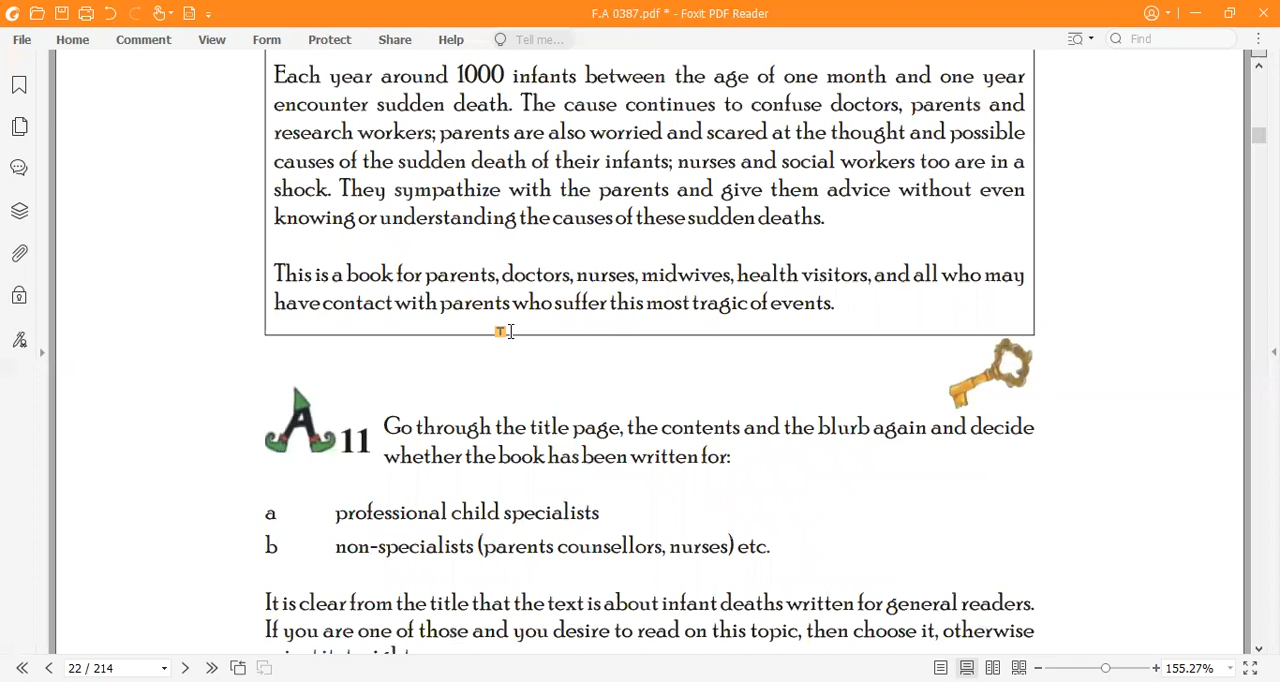 F.A 0387.pdf * - Foxit PDF Reader
File Home Comment View Form Protect Share Help Tell me... Find
Each year around 1000 infants between the age of one month and one year
encounter sudden death. The cause continues to confuse doctors, parents and
research workers; parents are also worried and scared at the thought and possible
causes of the sudden death of their infants; nurses and social workers too are in a
shock. They sympathize with the parents and give them advice without even
knowing or understanding the causes of these sudden deaths.
This is a book for parents, doctors, nurses, midwives, health visitors, and all who may
have contact with parents who suffer this most tragic of events.
T
A 11 Go through the title page, the contents and the blurb again and decide
whether the book has been written for:
a professional child specialists
b non-specialists (parents counsellors, nurses) etc.
It is clear from the title that the text is about infant deaths written for general readers.
If you are one of those and you desire to read on this topic, then choose it, otherwise
22 / 214 155.27%